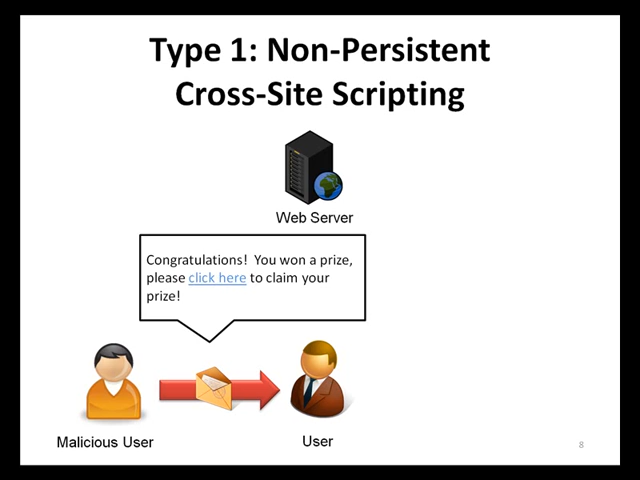 Type 1: Non-Persistent
Cross-Site Scripting
Web Server
Congratulations!  You won a prize,
please click here to claim your
prize!
Malicious User
User
8